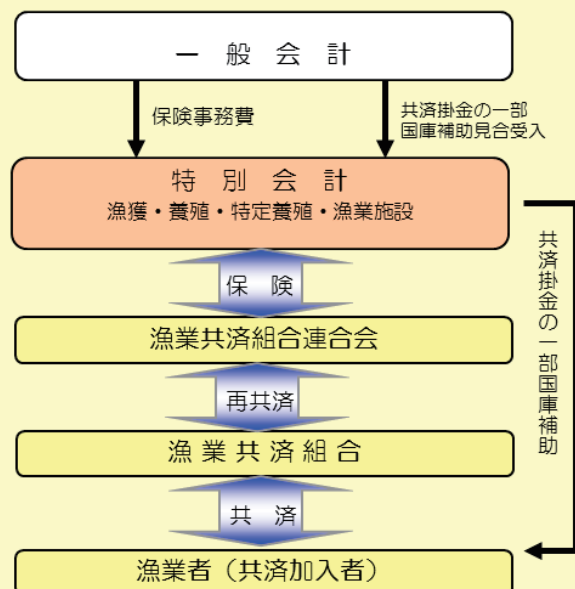 一般会計
保険事務費
共済掛金の一部
国庫補助見合受入
特別会計
漁獲・養殖・特定養殖・漁業施設
保険
共済掛金の一部国庫補助
漁業共済組合連合会
再共済
漁業共済組合
共済
漁業者（共済加入者）